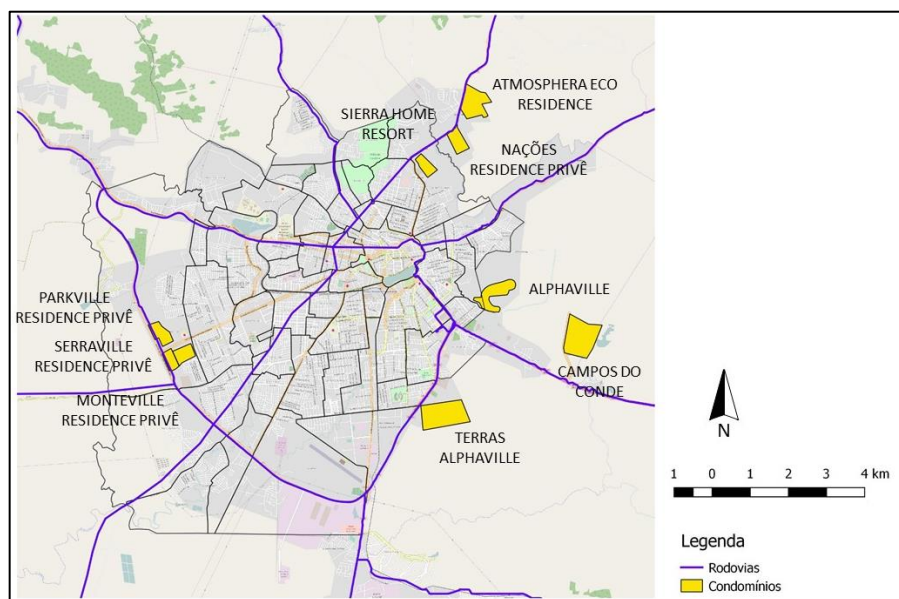 ATMOSPHERA ECO
RESIDENCE
SIERRA HOME
RESORT
NAÇÕES
RESIDENCE PRIVÊ
ALPHAVILLE
PARKVILLE
RESIDENCE PRIVÊ
SERRAVILLE
RESIDENCE PRIVÊ
MONTEVILLE
RESIDENCE PRIVÊ
CAMPOS DO
CONDE
TERRAS
ALPHAVILLE
N
1 0 1 2 3 4 km
Legenda
Rodovias
Condomínios